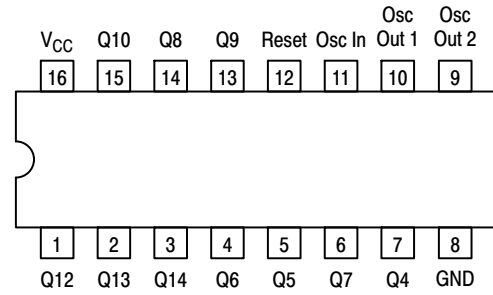 Osc Osc
V_CC Q10 Q8 Q9 Reset Osc In Out 1 Out 2
16 15 14 13 12 11 10 9
1 2 3 4 5 6 7 8
Q12 Q13 Q14 Q6 Q5 Q7 Q4 GND